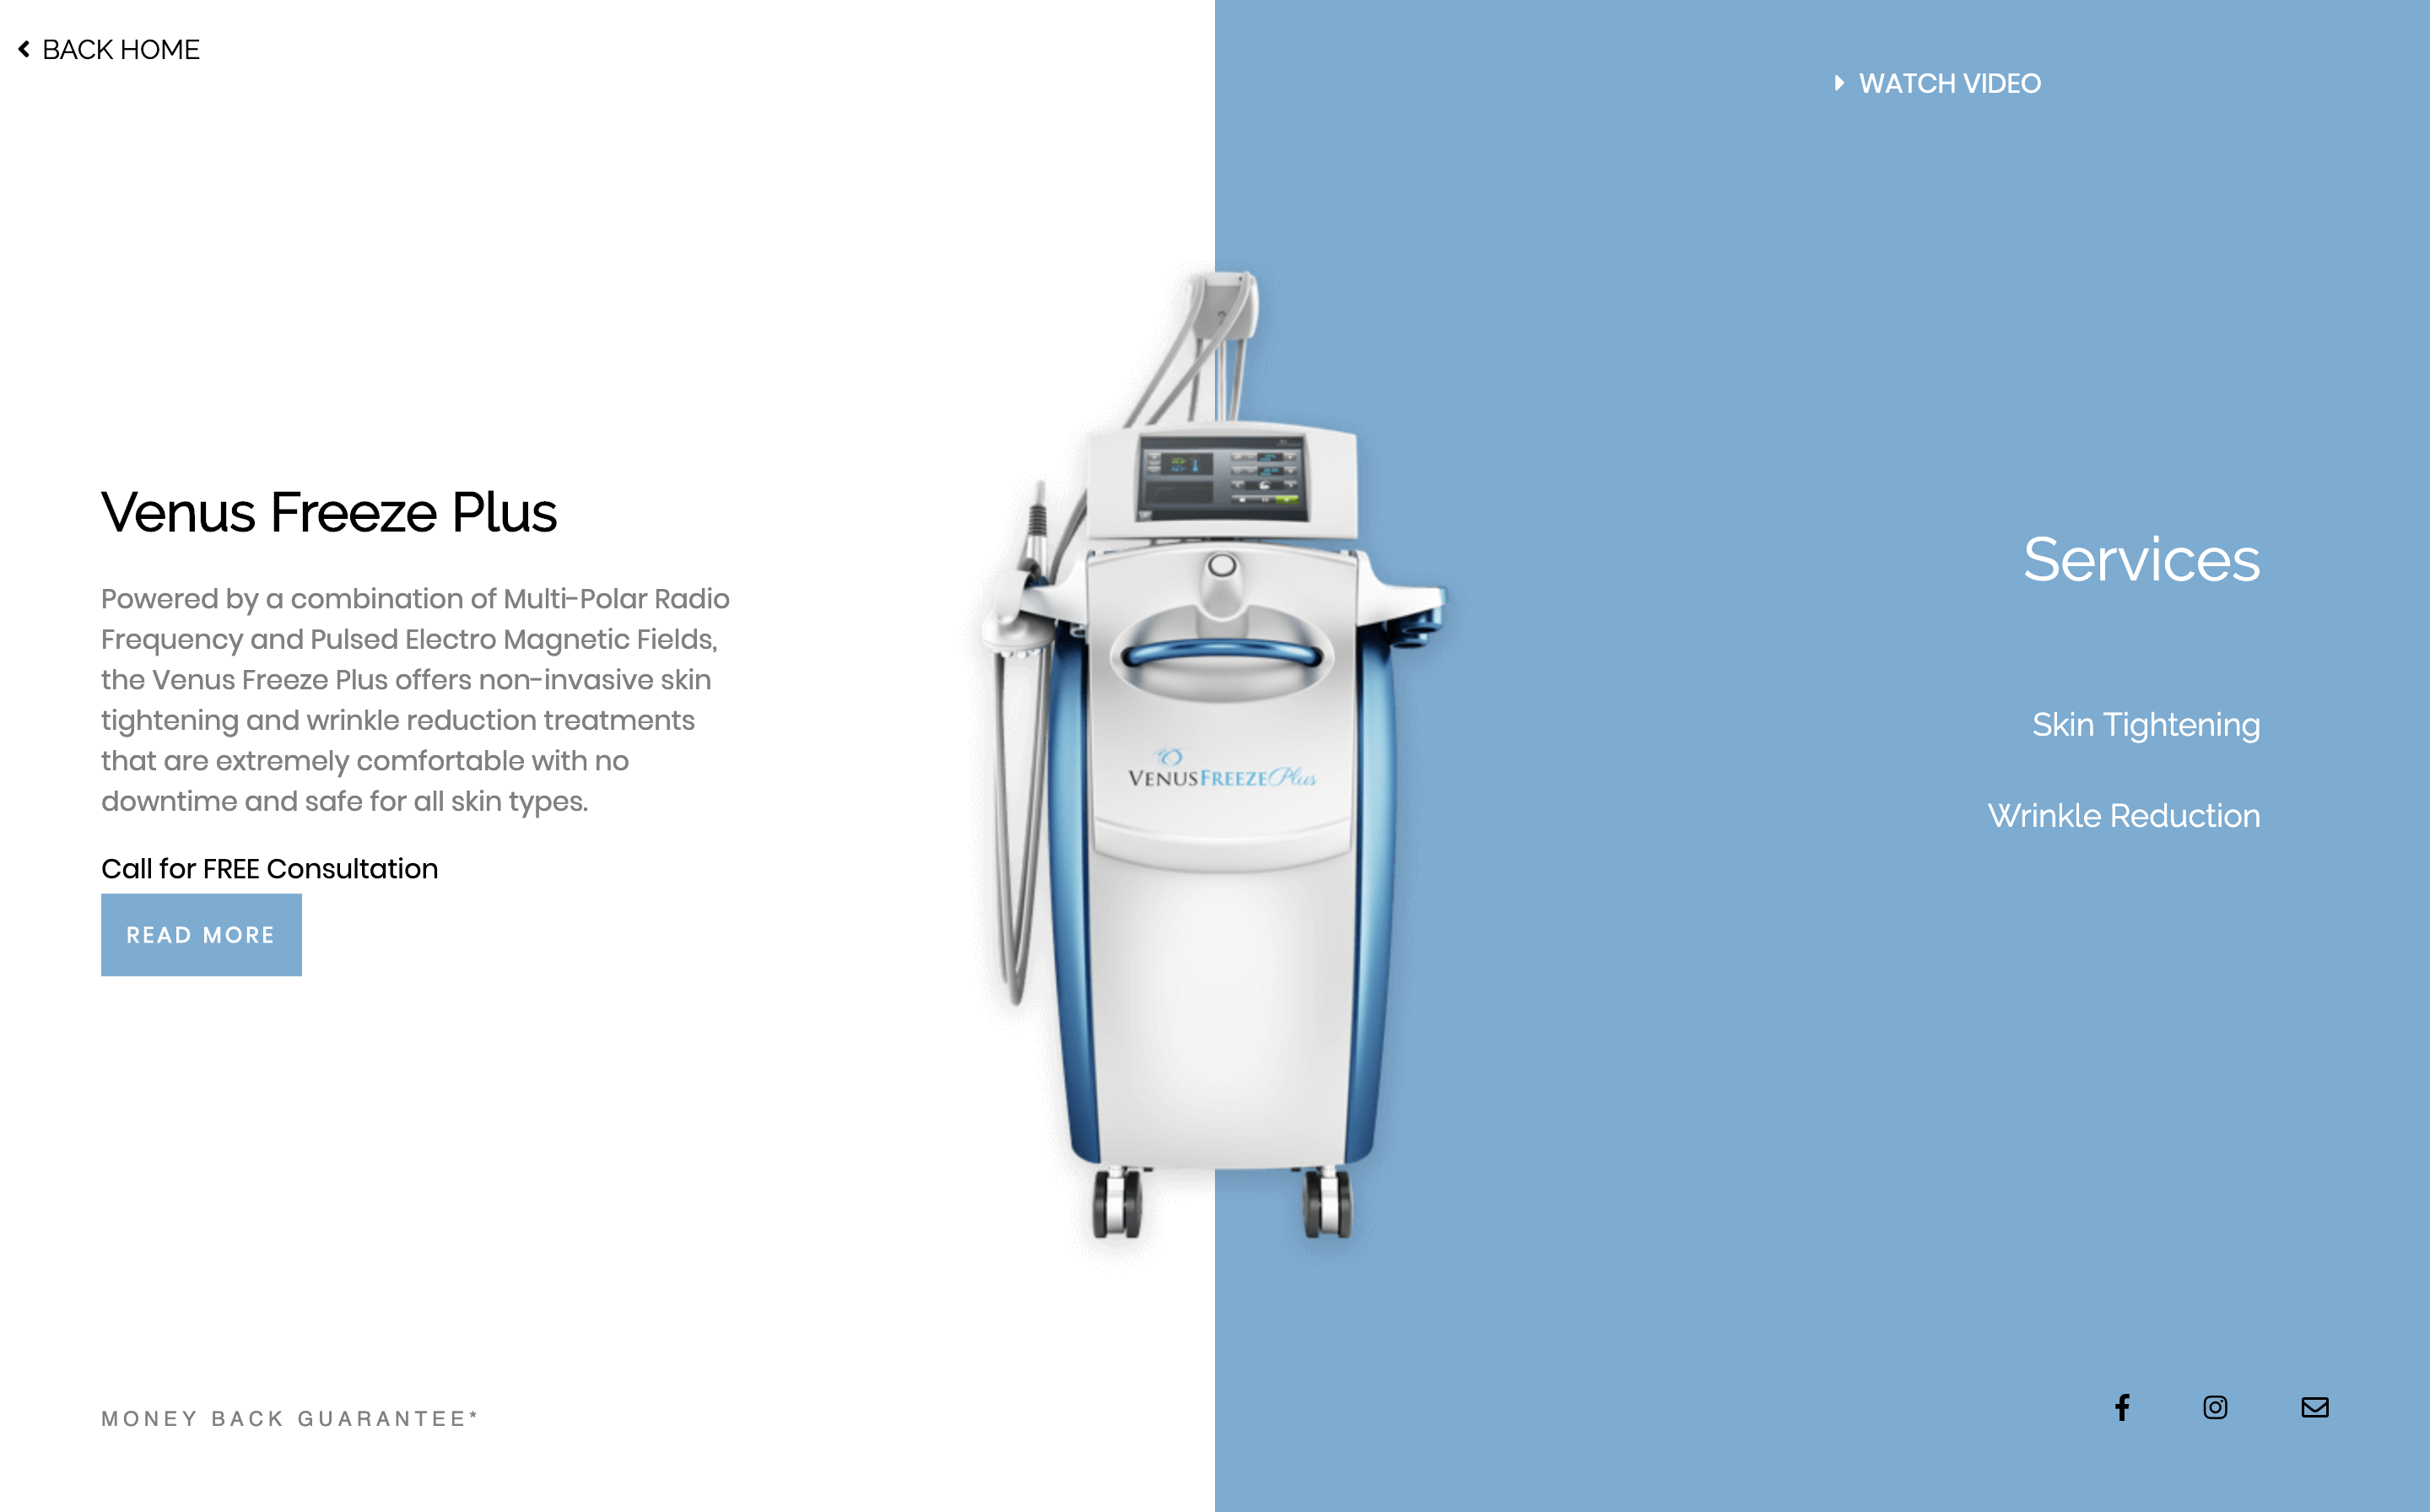 BACK HOME
WATCH VIDEO
Venus Freeze Plus
Powered by a combination of Multi-Polar Radio
Frequency and Pulsed Electro Magnetic Fields,
the Venus Freeze Plus offers non-invasive skin
tightening and wrinkle reduction treatments
that are extremely comfortable with no
downtime and safe for all skin types.
Call for FREE Consultation
READ MORE
VENUS FREEZE Plus
Services
Skin Tightening
Wrinkle Reduction
MONEY BACK GUARANTEE*